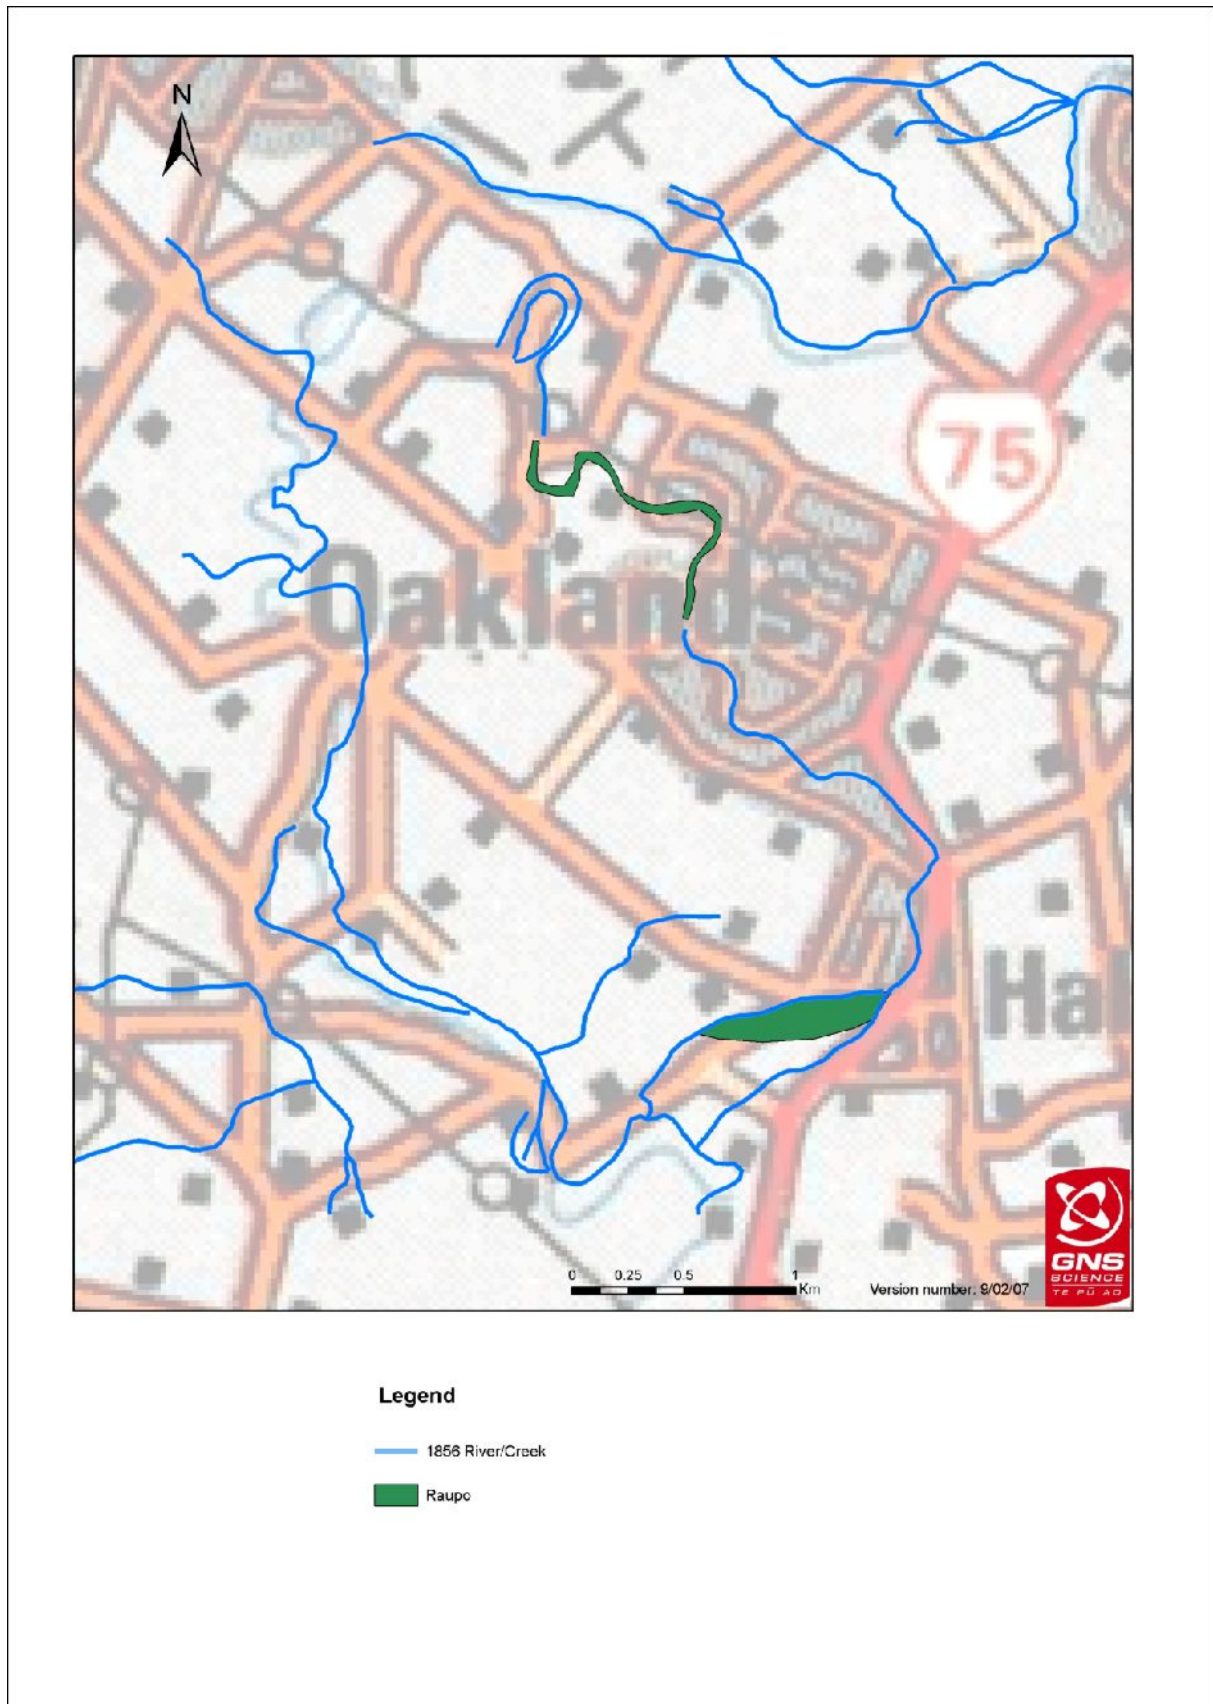 N
75
Oaklands
Hal
0 0.25 0.5 1
Km
Version number: 9/02/07
GNS
SCIENCE
TE PŪ AO
Legend
1856 River/Creek
Raupo